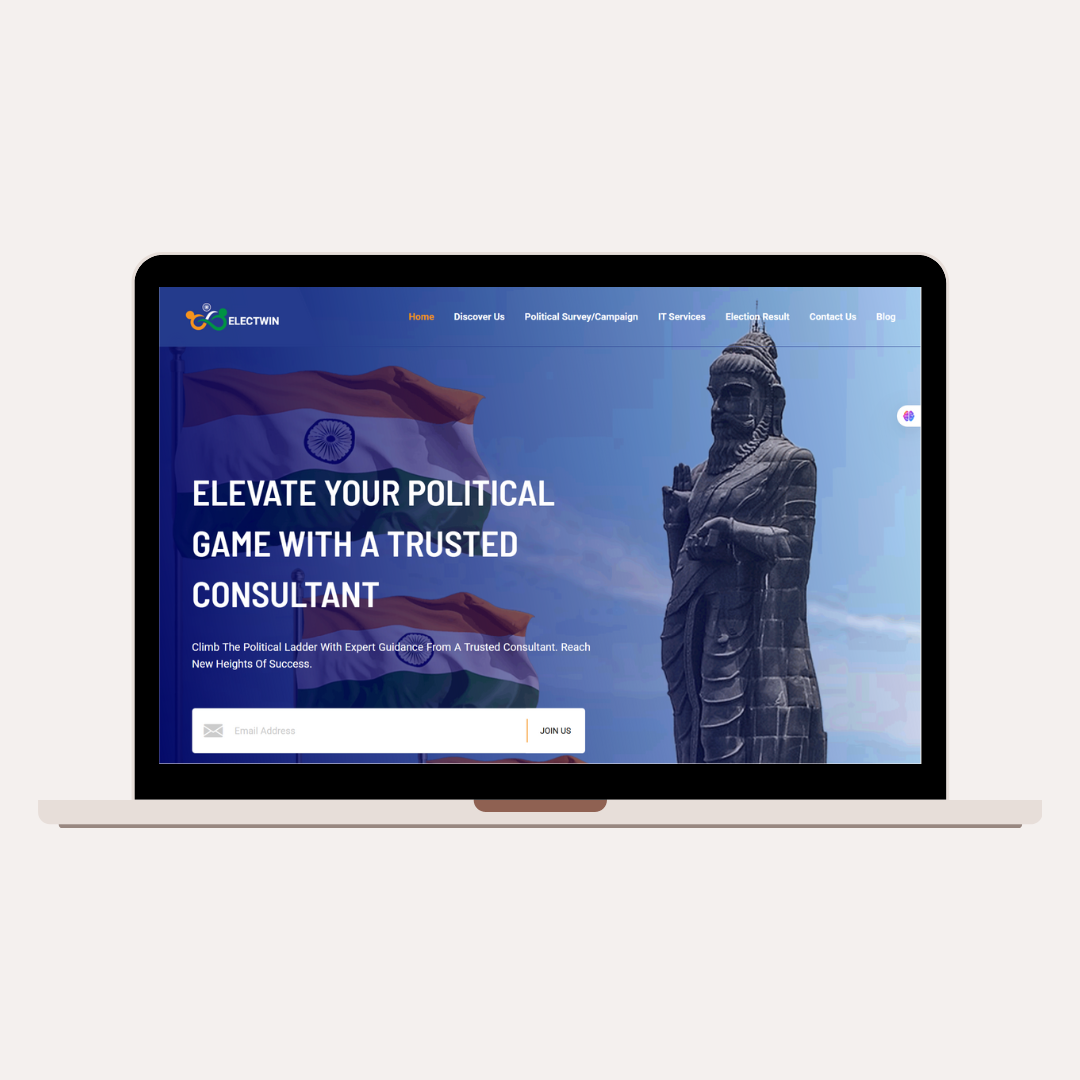 ELECTWIN
Home Discover Us Political Survey/Campaign IT Services Election Result Contact Us Blog
ELEVATE YOUR POLITICAL
GAME WITH A TRUSTED
CONSULTANT
Climb The Political Ladder With Expert Guidance From A Trusted Consultant. Reach
New Heights Of Success.
Email Address JOIN US